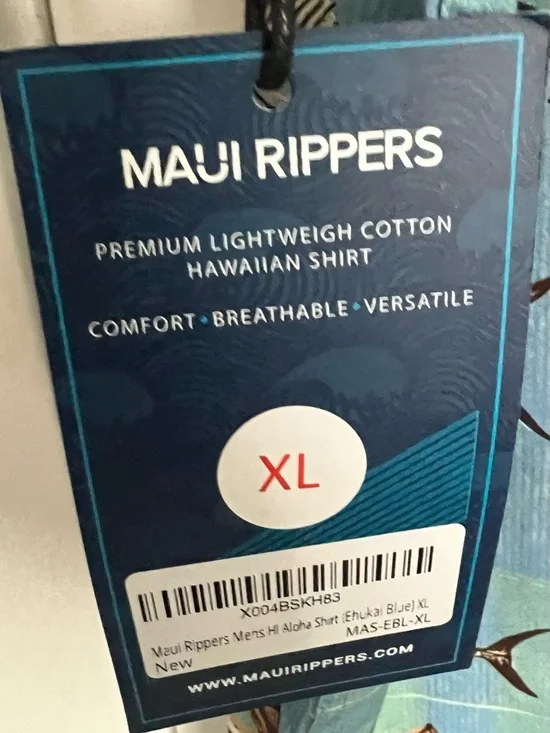 MAUI RIPPERS
PREMIUM LIGHTWEIGH COTTON
HAWAIIAN SHIRT
COMFORT • BREATHABLE • VERSATILE
XL
X004BSKH83
Maui Rippers Mens HI Aloha Shirt (Ehukai Blue) XL
MAS-EBL-XL
New
WWW.MAUIRIPPERS.COM